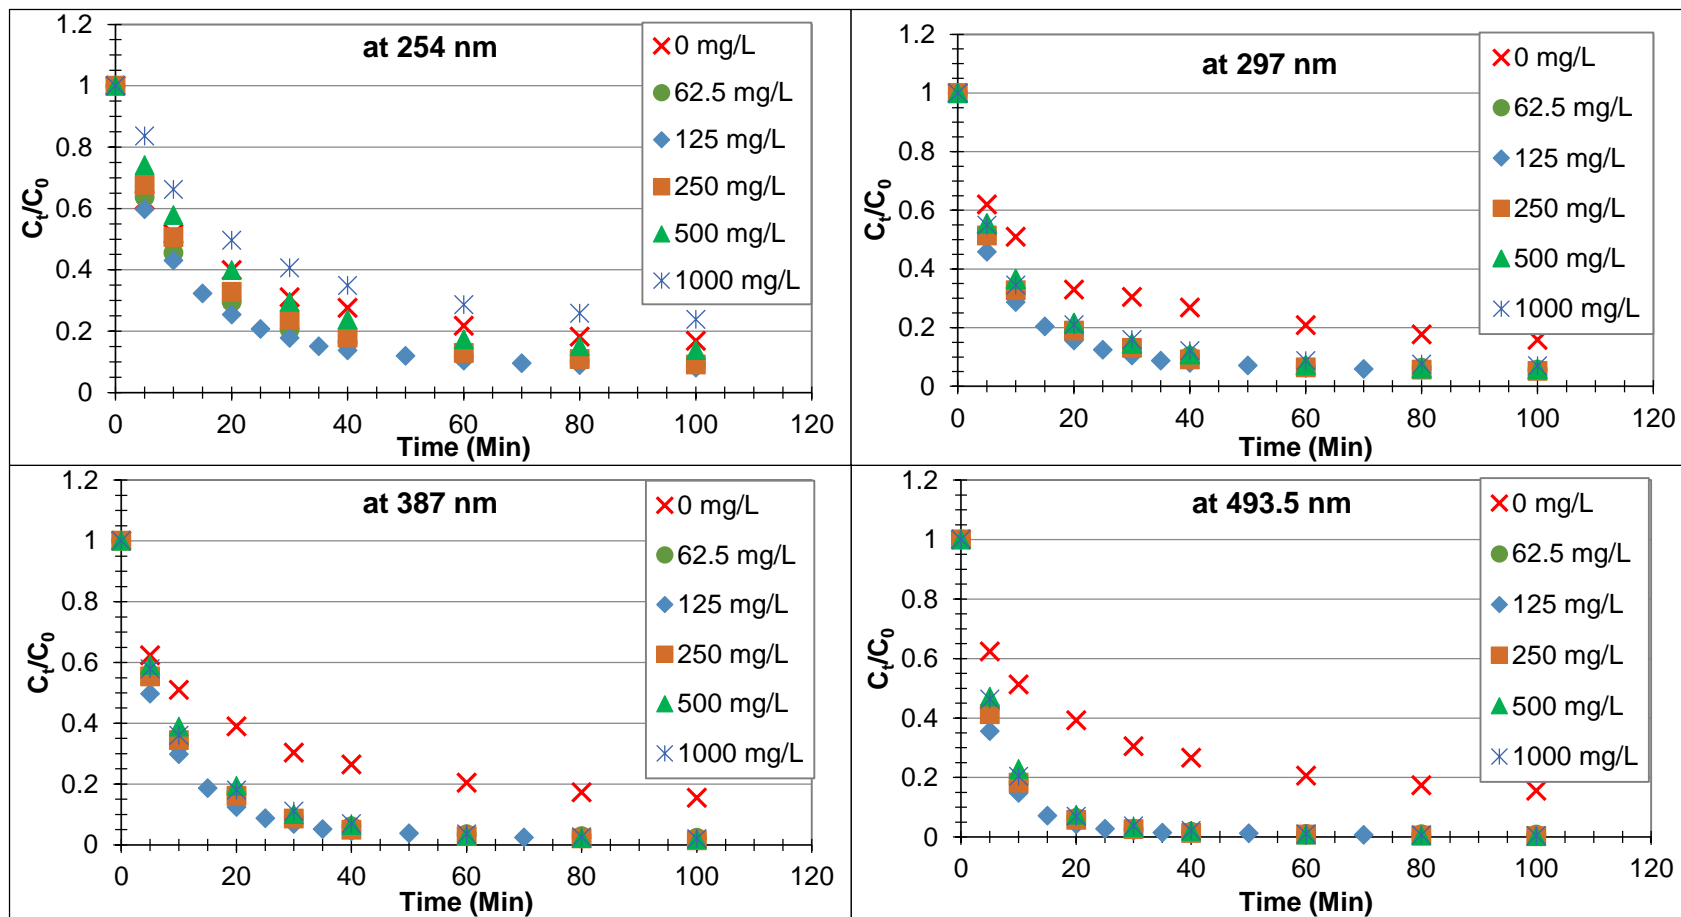 at 254 nm
1.2
1
0.8
0.6
0.4
0.2
0
Cₜ/C₀
0 20 40 60 80 100 120
Time (Min)
0 mg/L
62.5 mg/L
125 mg/L
250 mg/L
500 mg/L
1000 mg/L
at 297 nm
1.2
1
0.8
0.6
0.4
0.2
0
Cₜ/C₀
0 20 40 60 80 100 120
Time (Min)
0 mg/L
62.5 mg/L
125 mg/L
250 mg/L
500 mg/L
1000 mg/L
at 387 nm
1.2
1
0.8
0.6
0.4
0.2
0
Cₜ/C₀
0 20 40 60 80 100 120
Time (Min)
0 mg/L
62.5 mg/L
125 mg/L
250 mg/L
500 mg/L
1000 mg/L
at 493.5 nm
1.2
1
0.8
0.6
0.4
0.2
0
Cₜ/C₀
0 20 40 60 80 100 120
Time (Min)
0 mg/L
62.5 mg/L
125 mg/L
250 mg/L
500 mg/L
1000 mg/L